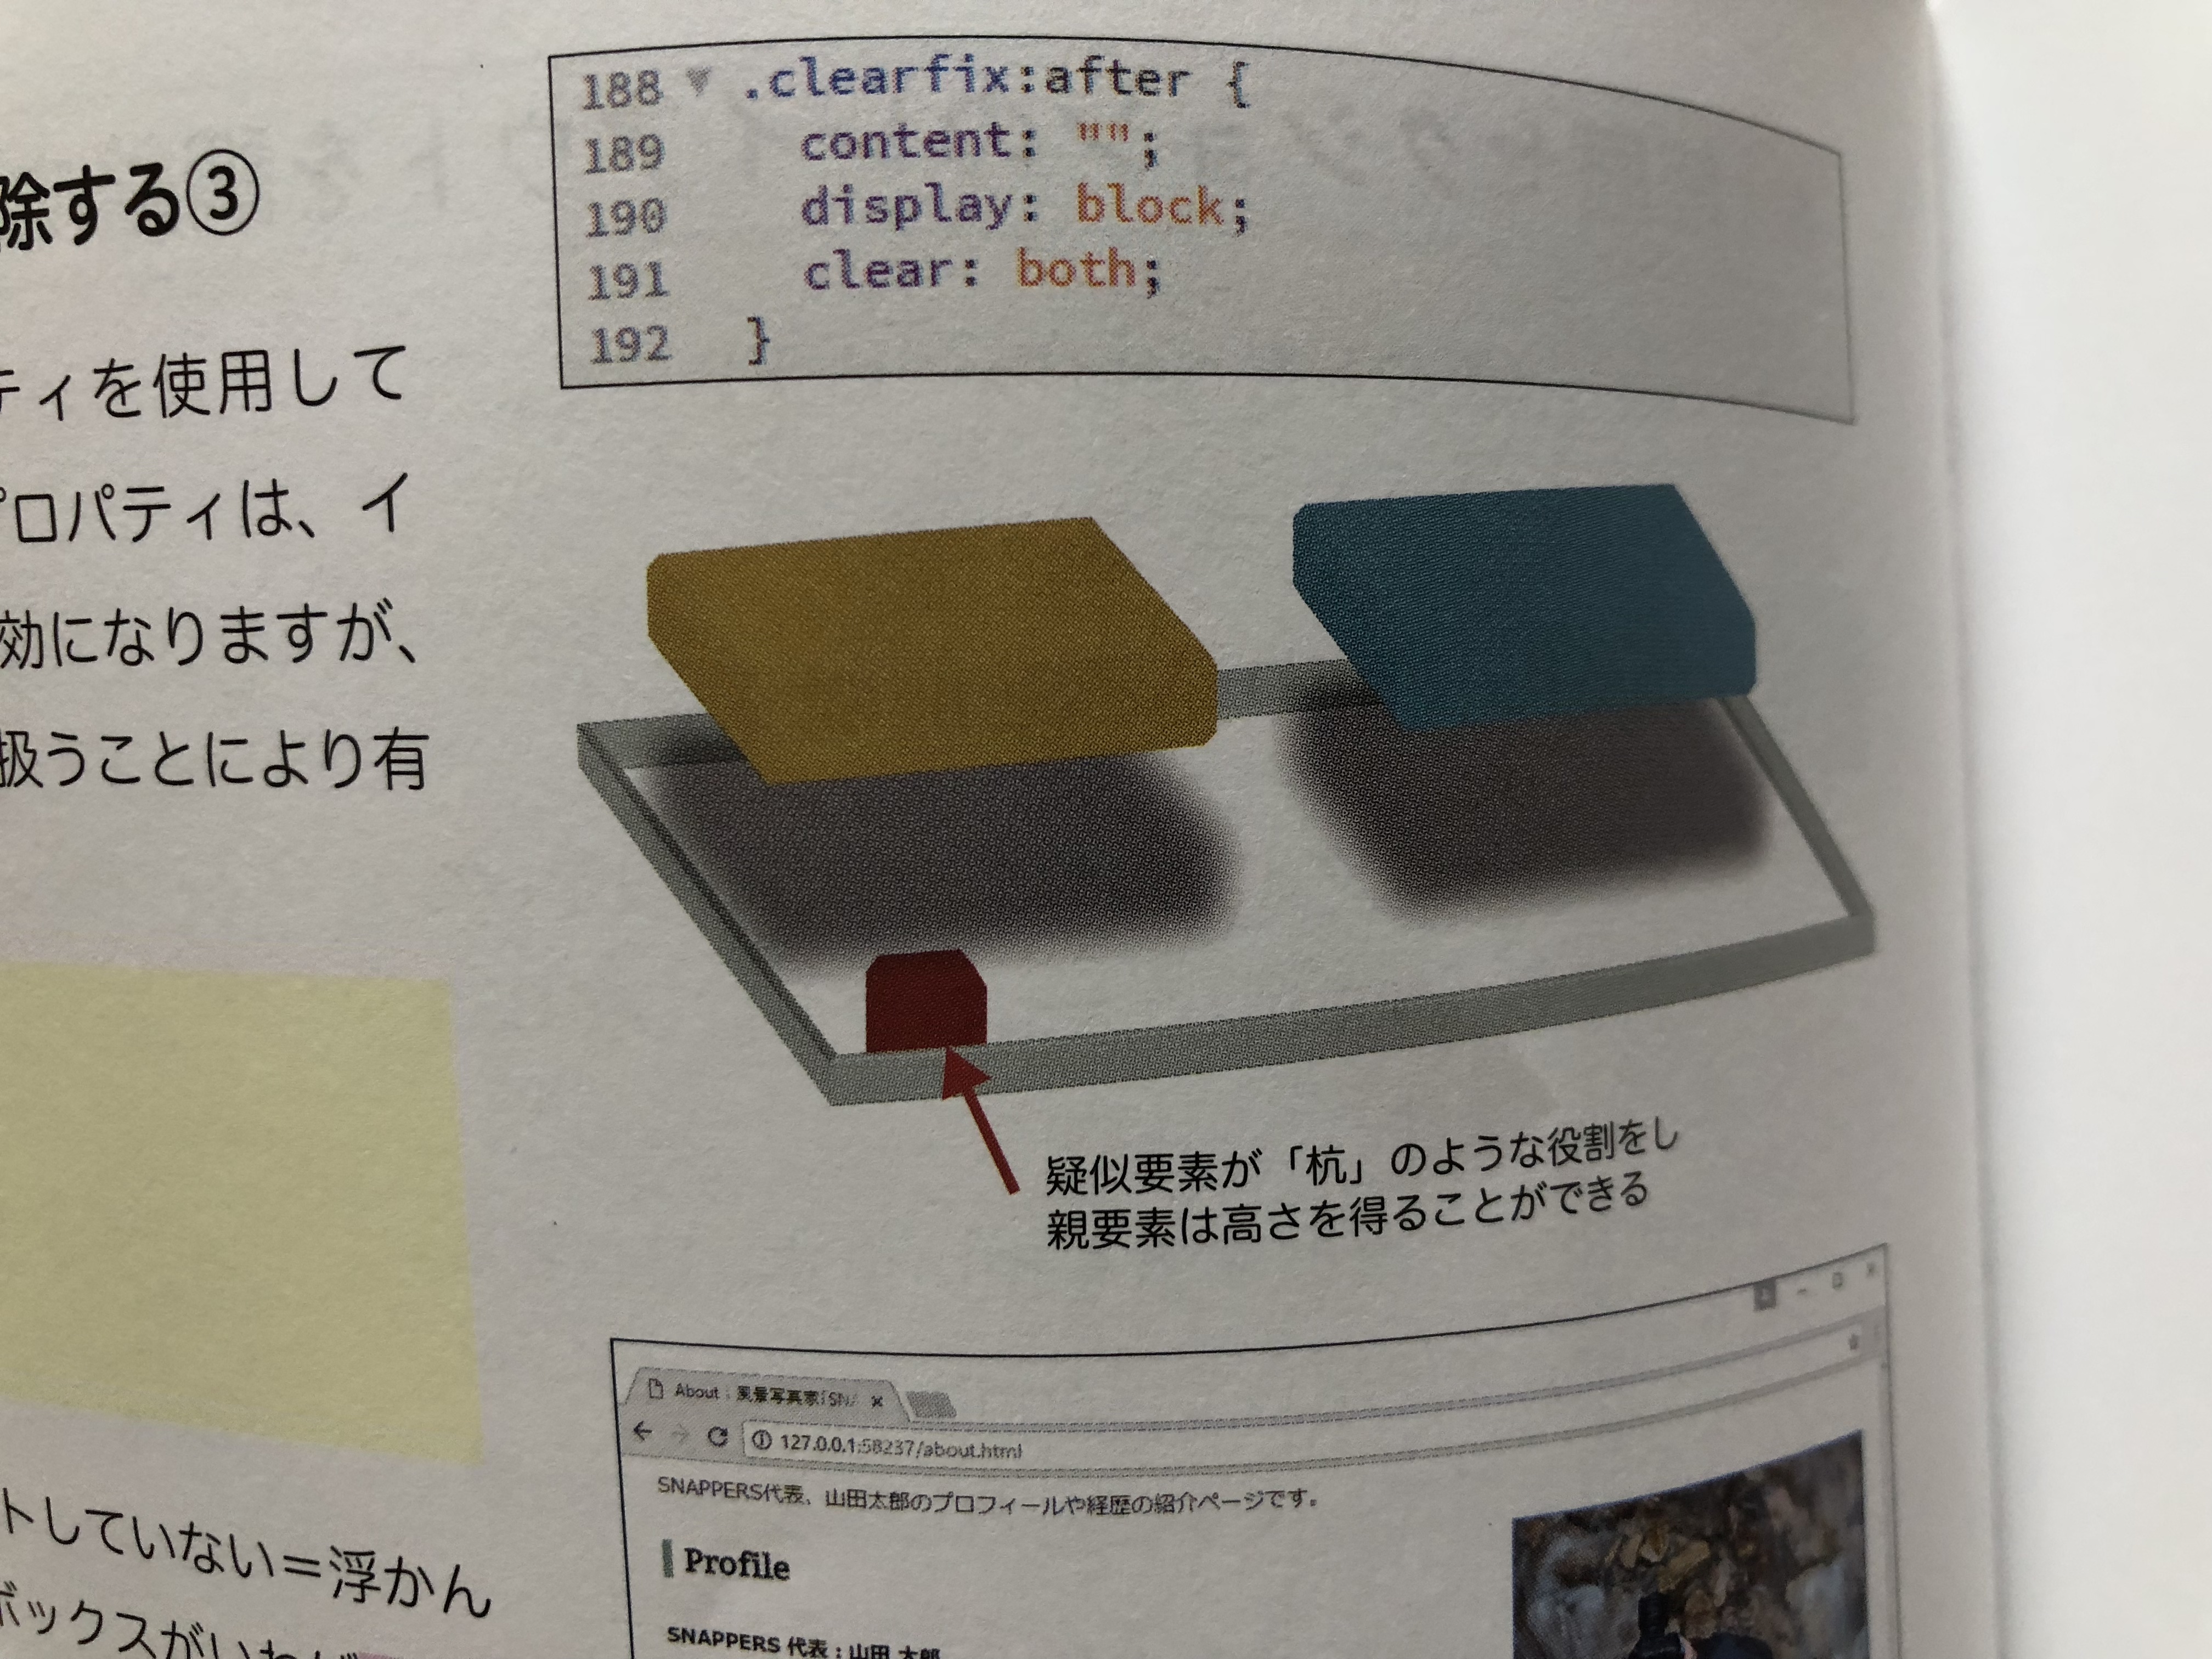 除する③
ティを使用して
プロパティは、イ
効になりますが、
扱うことにより有
トしていない＝浮かん
ボックスがいわば
188 ▼ .clearfix:after {
189 content: "";
190 display: block;
191 clear: both;
192 }
疑似要素が「杭」のような役割をし
親要素は高さを得ることができる
About : 風景写真家「SN
127.0.0.1:58237/about.html
SNAPPERS代表、山田太郎のプロフィールや経歴の紹介ページです。
Profile
SNAPPERS 代表：山田 太郎